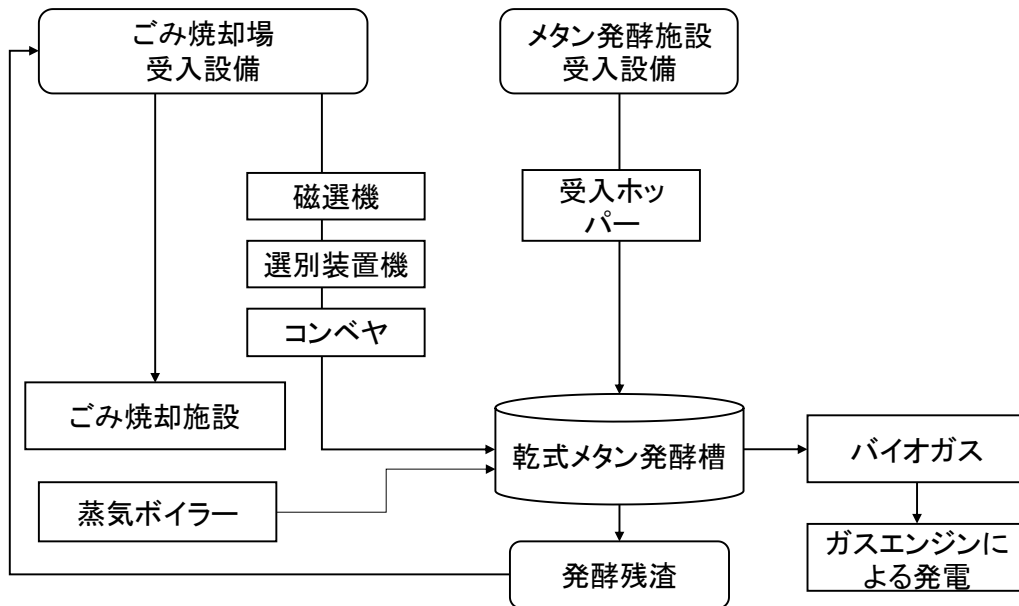 ごみ焼却場
受入設備
メタン発酵施設
受入設備
磁選機
選別装置機
コンベヤ
受入ホッ
パー
ごみ焼却施設
乾式メタン発酵槽
バイオガス
蒸気ボイラー
発酵残渣
ガスエンジンに
よる発電